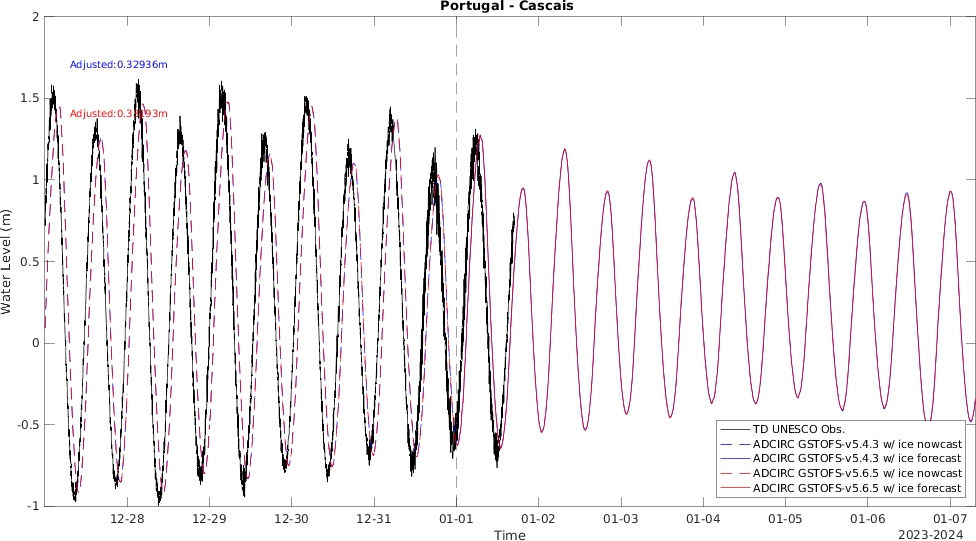 Portugal - Cascais
2
1.5
1
0.5
0
-0.5
-1
Water Level (m)
Adjusted:0.32936m
TD UNESCO Obs.
ADCIRC GSTOFS-v5.4.3 w/ ice nowcast
ADCIRC GSTOFS-v5.4.3 w/ ice forecast
ADCIRC GSTOFS-v5.6.5 w/ ice nowcast
ADCIRC GSTOFS-v5.6.5 w/ ice forecast
12-28
12-29
12-30
12-31
01-01
01-02
01-03
01-04
01-05
01-06
01-07
Time
2023-2024